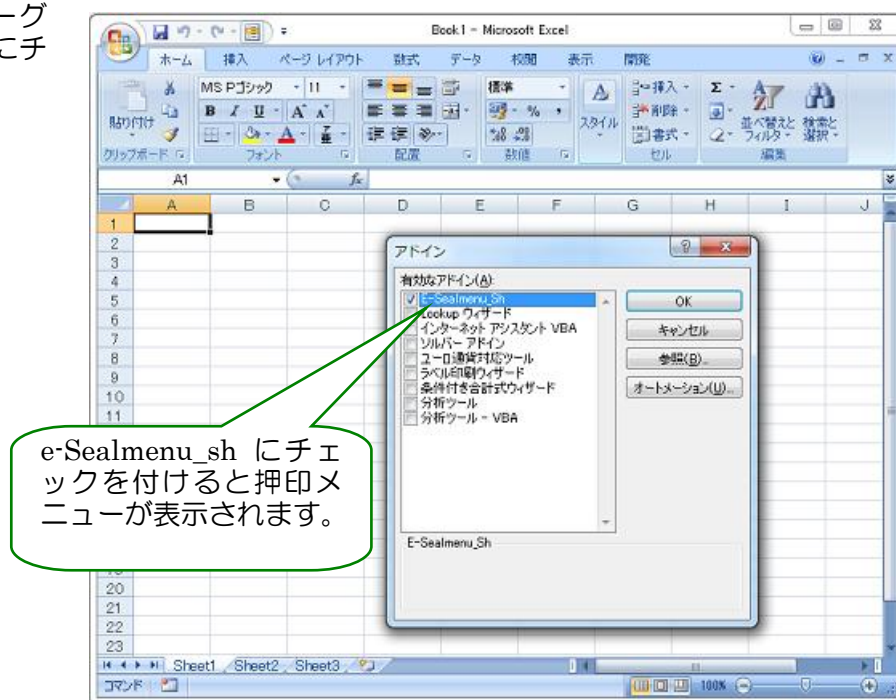 ーグ
にチ
Book1 - Microsoft Excel
ホーム 挿入 ページ レイアウト 数式 データ 校閲 表示 開発
MS Pゴシック 11 標準
B I U A A % ,
貼り付け スタイル 挿入 削除 書式 Σ 並べ替えと フィルタ 検索と 選択
クリップボード フォント 配置 数値 セル 編集
A1 fx
A B C D E F G H I J
1
2
3
4
5
6
7
8
9
10
11
20
21
22
23
アドイン
有効なアドイン(A):
E-Sealmenu_Sh
Lookup ウィザード
インターネット アシスタント VBA
ソルバー アドイン
ユーロ通貨対応ツール
ラベル印刷ウィザード
条件付き合計式ウィザード
分析ツール
分析ツール - VBA
OK
キャンセル
参照(B)...
オートメーション(U)...
E-Sealmenu_Sh
e-Sealmenu_sh にチェ
ックを付けると押印メ
ニューが表示されます。
Sheet1 Sheet2 Sheet3
コマンド 100%